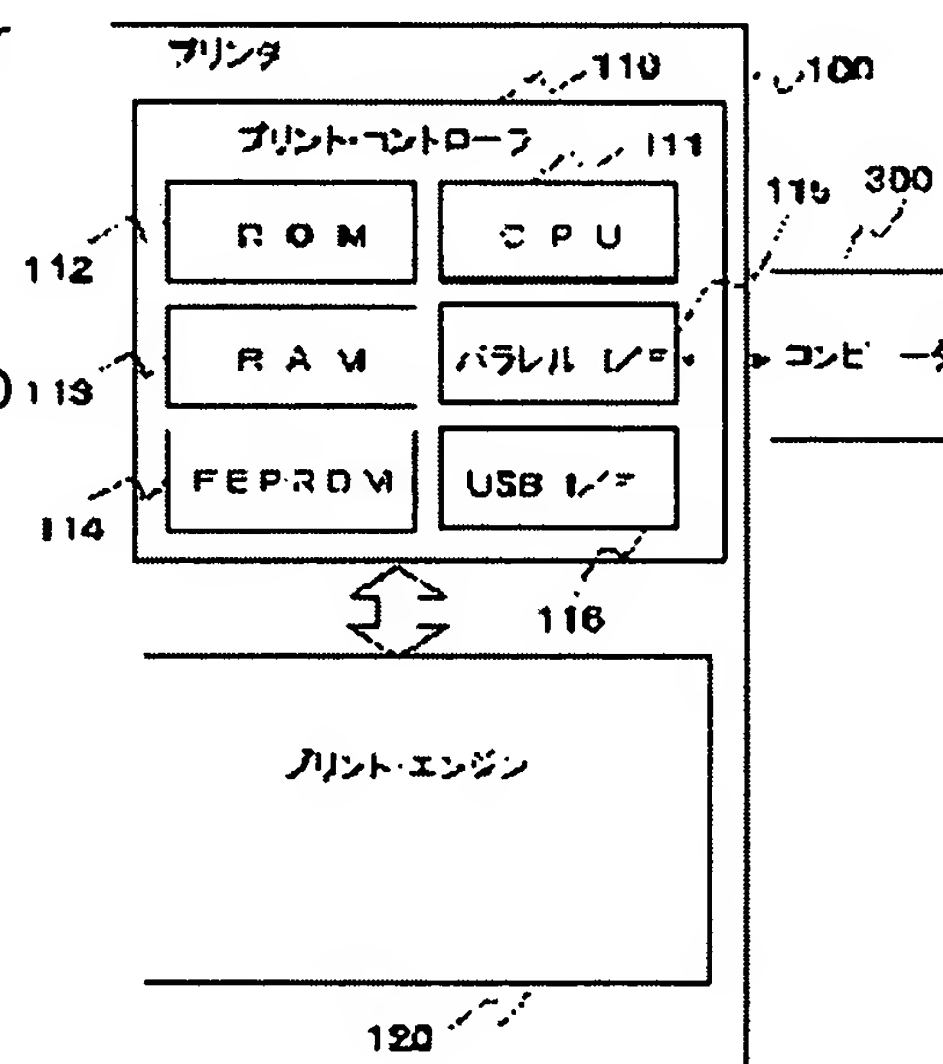 プリンタ
110
100
プリント・コントローラ
111
115
300
ROM
CPU
112
RAM
パラレル I/F
コンピ ータ
113
FEPROM
USB I/F
114
116
プリント・エンジン
120